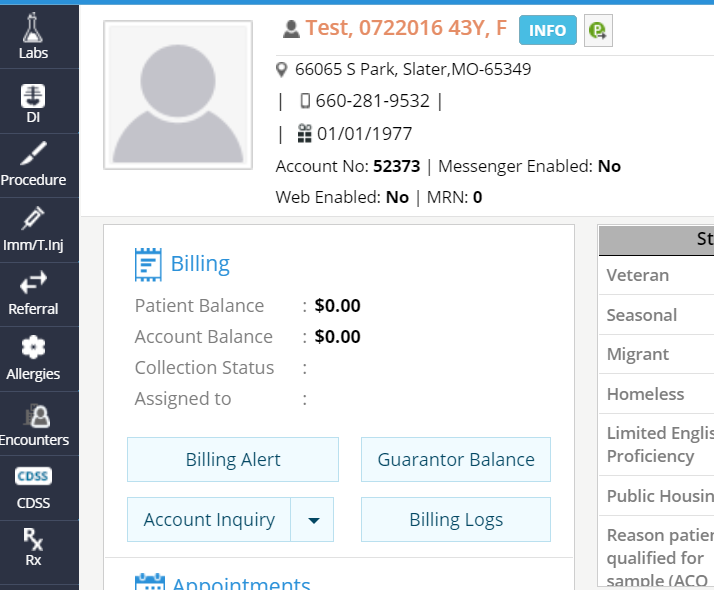 Labs
DI
Procedure
Imm/T.Inj
Referral
Allergies
Encounters
CDSS
CDSS
Rx
Rx
Test, 0722016 43Y, F INFO
P
66065 S Park, Slater,MO-65349
| 660-281-9532 |
| 01/01/1977
Account No: 52373 | Messenger Enabled: No
Web Enabled: No | MRN: 0
Billing
Patient Balance : $0.00
Account Balance : $0.00
Collection Status :
Assigned to :
Billing Alert
Guarantor Balance
Account Inquiry
Billing Logs
Appointments
St
Veteran
Seasonal
Migrant
Homeless
Limited Englis
Proficiency
Public Housin
Reason patier
qualified for
sample (ACO